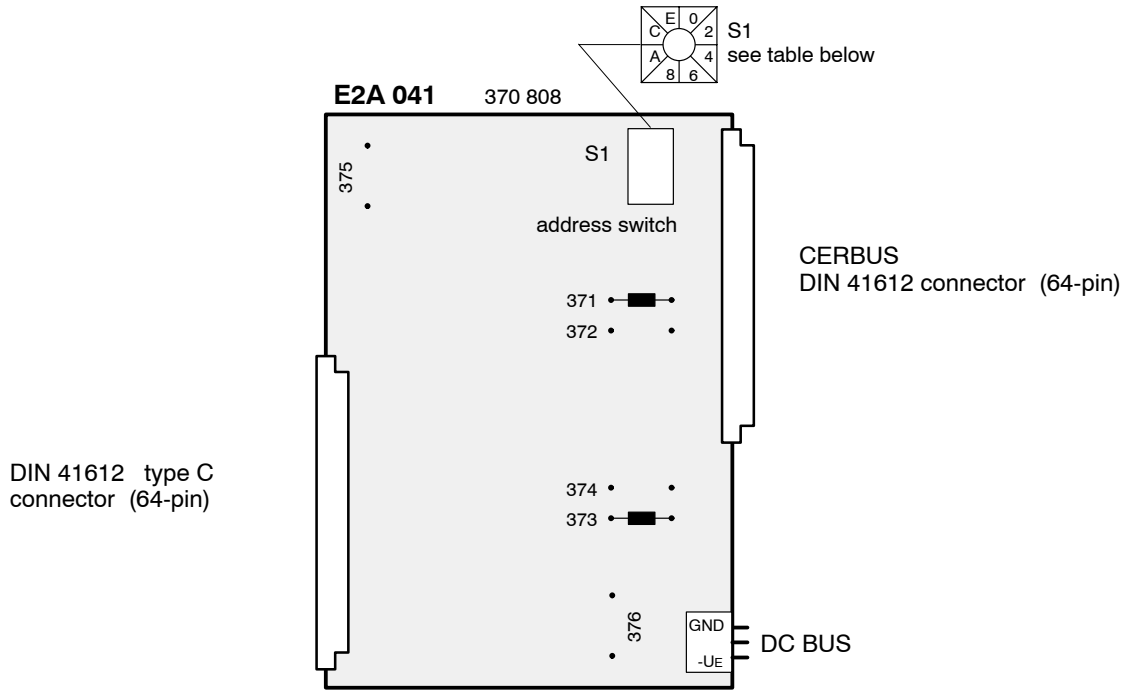 E 0
C 2
A 4
8 6
S1
see table below
E2A 041 370 808
S1
375
address switch
CERBUS
DIN 41612 connector (64-pin)
371
372
DIN 41612 type C
connector (64-pin)
374
373
376
GND
-UE
DC BUS